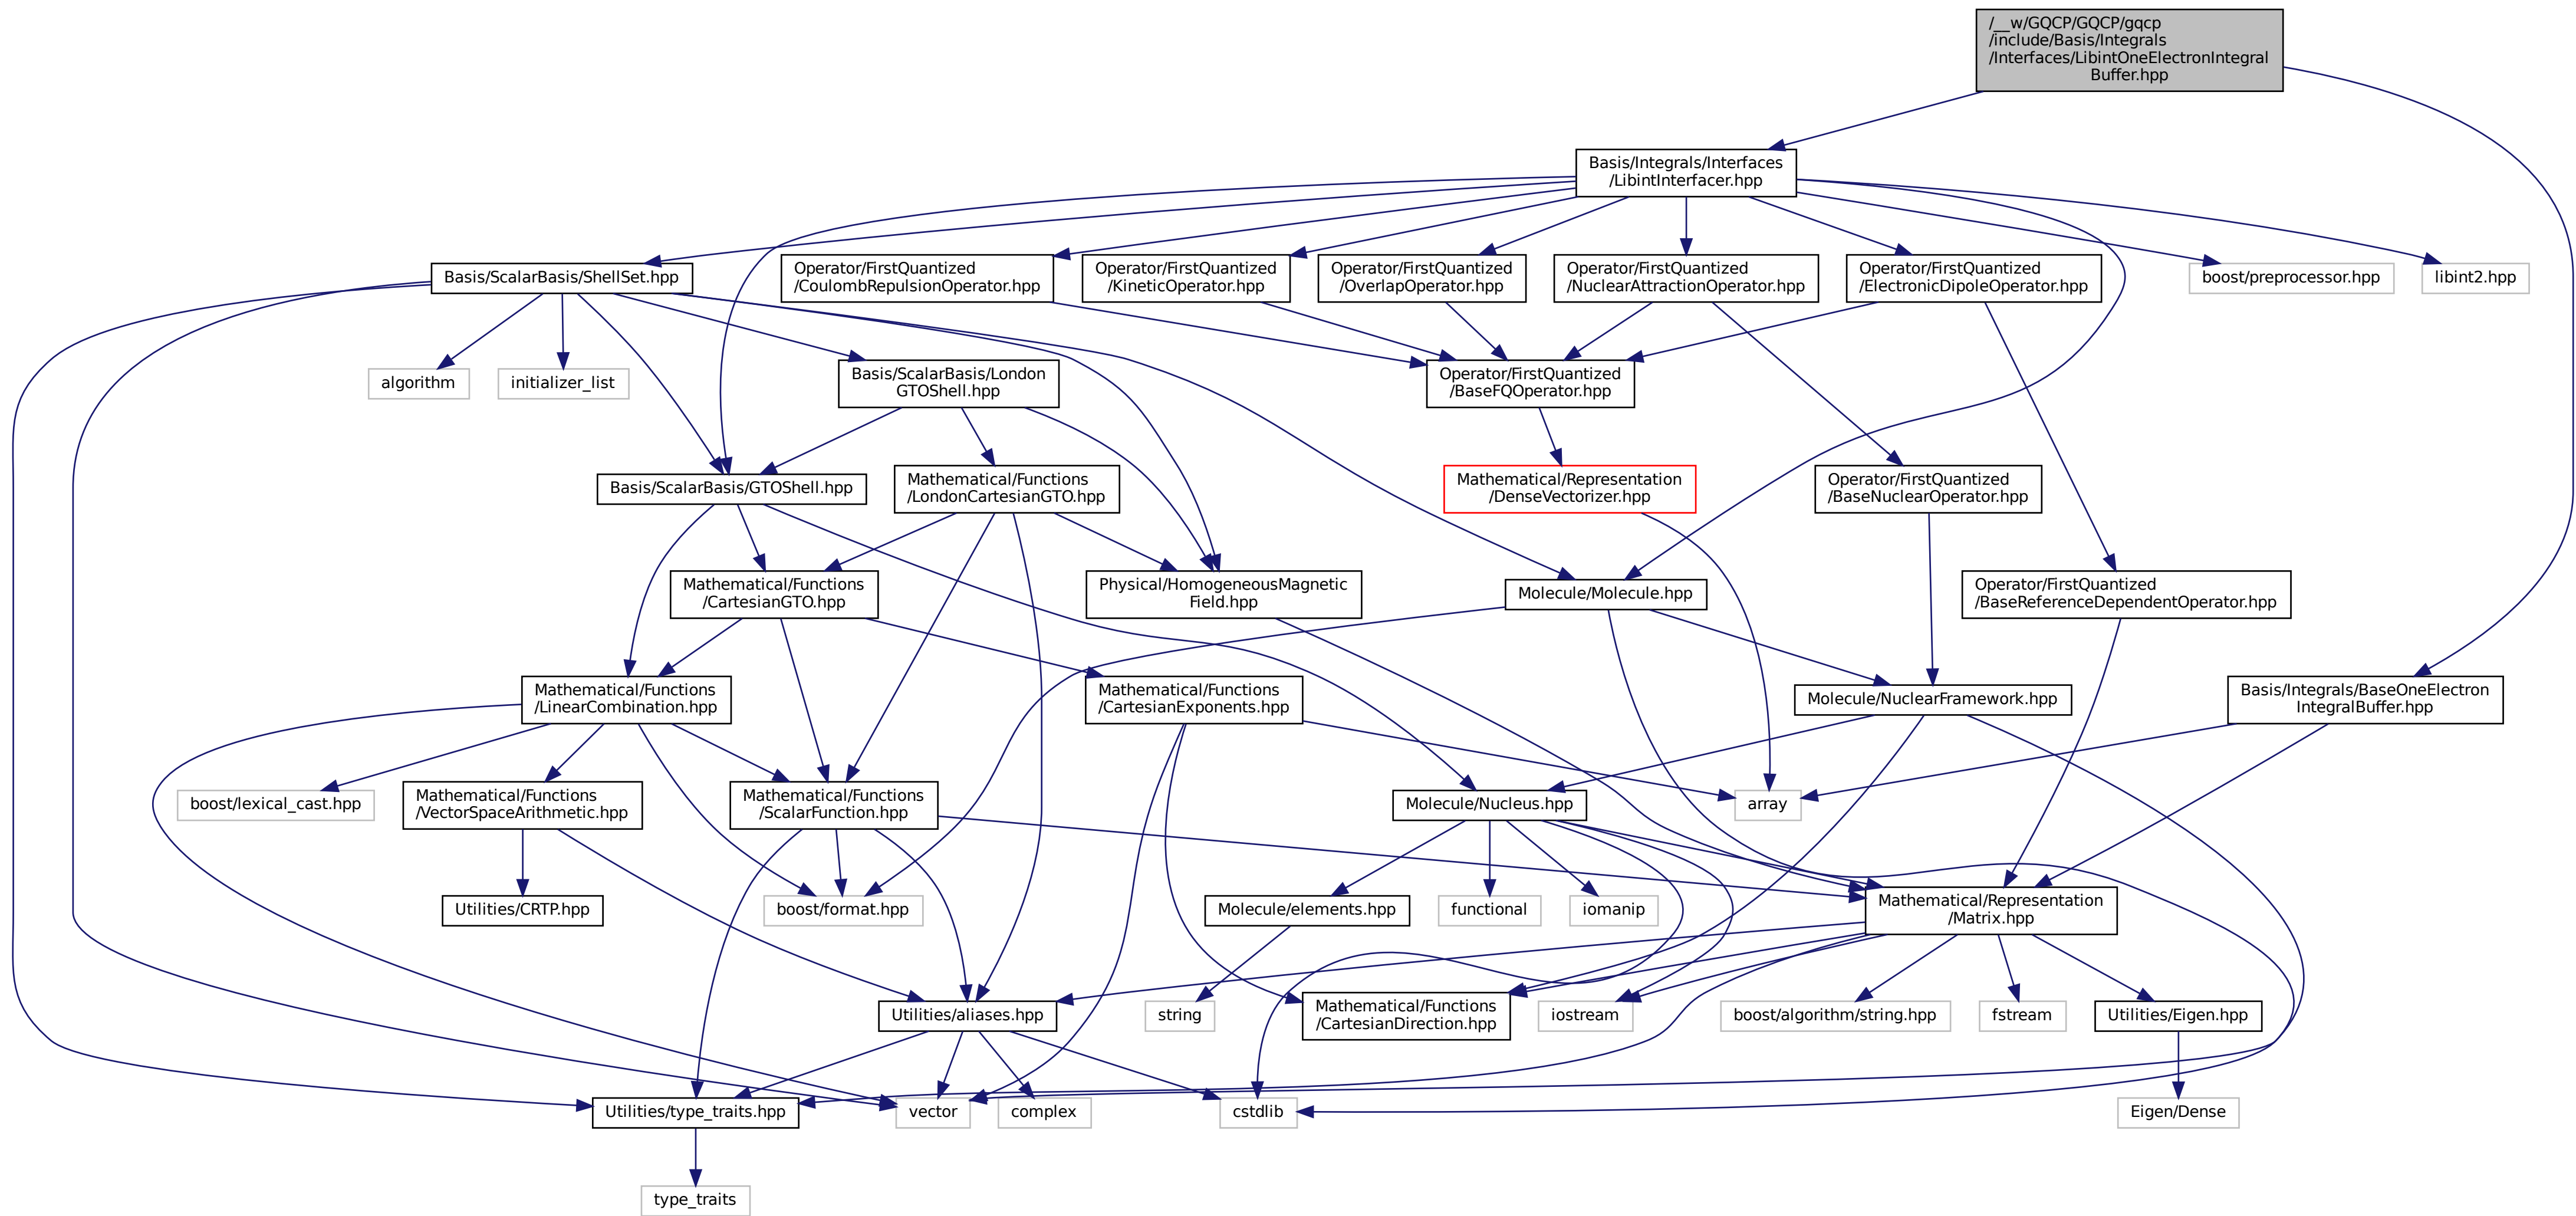 /__w/GQCP/GQCP/gqcp
/include/Basis/Integrals
/Interfaces/LibintOneElectronIntegral
Buffer.hpp
Basis/Integrals/Interfaces
/LibintInterfacer.hpp
Basis/ScalarBasis/ShellSet.hpp
Operator/FirstQuantized
/CoulombRepulsionOperator.hpp
Operator/FirstQuantized
/KineticOperator.hpp
Operator/FirstQuantized
/OverlapOperator.hpp
Operator/FirstQuantized
/NuclearAttractionOperator.hpp
Operator/FirstQuantized
/ElectronicDipoleOperator.hpp
boost/preprocessor.hpp
libint2.hpp
algorithm
initializer_list
Basis/ScalarBasis/London
GTOShell.hpp
Operator/FirstQuantized
/BaseFQOperator.hpp
Basis/ScalarBasis/GTOShell.hpp
Mathematical/Functions
/LondonCartesianGTO.hpp
Mathematical/Representation
/DenseVectorizer.hpp
Operator/FirstQuantized
/BaseNuclearOperator.hpp
Mathematical/Functions
/CartesianGTO.hpp
Physical/HomogeneousMagnetic
Field.hpp
Molecule/Molecule.hpp
Operator/FirstQuantized
/BaseReferenceDependentOperator.hpp
Mathematical/Functions
/LinearCombination.hpp
Mathematical/Functions
/CartesianExponents.hpp
Molecule/NuclearFramework.hpp
Basis/Integrals/BaseOneElectron
IntegralBuffer.hpp
boost/lexical_cast.hpp
Mathematical/Functions
/VectorSpaceArithmetic.hpp
Mathematical/Functions
/ScalarFunction.hpp
Molecule/Nucleus.hpp
array
Utilities/CRTP.hpp
boost/format.hpp
Molecule/elements.hpp
functional
iomanip
Mathematical/Representation
/Matrix.hpp
Utilities/aliases.hpp
string
Mathematical/Functions
/CartesianDirection.hpp
iostream
boost/algorithm/string.hpp
fstream
Utilities/Eigen.hpp
Utilities/type_traits.hpp
vector
complex
cstdlib
Eigen/Dense
type_traits